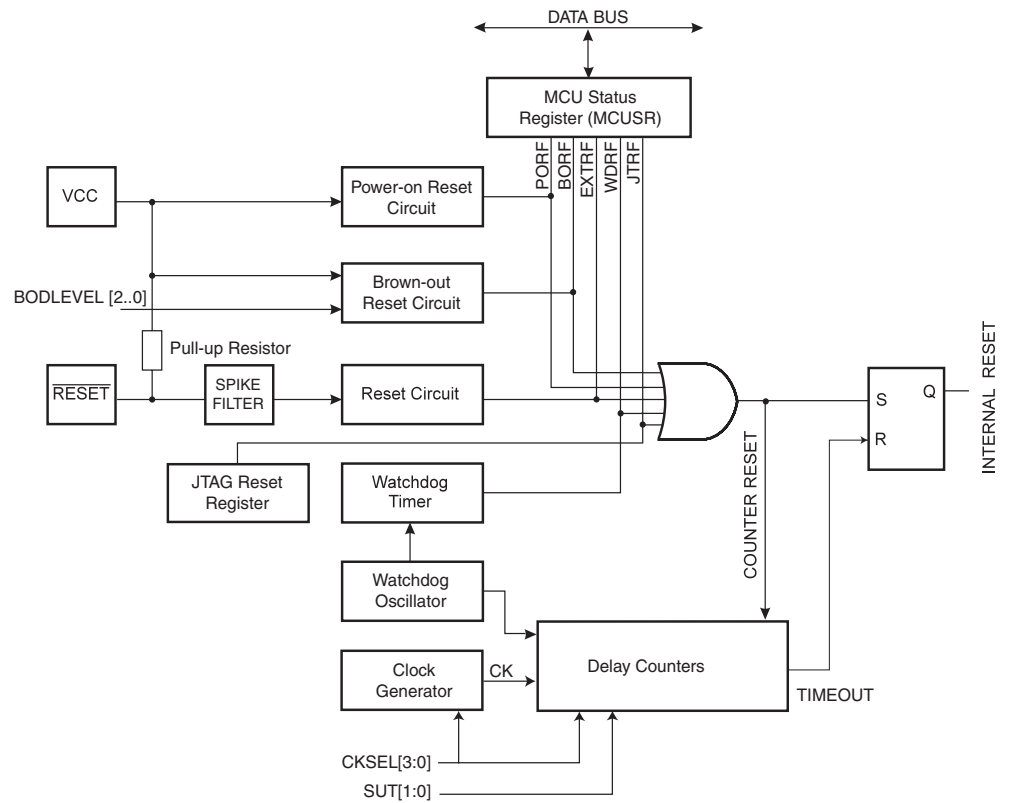 DATA BUS
MCU Status
Register (MCUSR)
PORF
BORF
EXTRF
WDRF
JTRF
VCC
Power-on Reset
Circuit
Brown-out
Reset Circuit
BODLEVEL [2..0]
Pull-up Resistor
RESET
SPIKE
FILTER
Reset Circuit
JTAG Reset
Register
Watchdog
Timer
Watchdog
Oscillator
Clock
Generator
CK
CKSEL[3:0]
SUT[1:0]
Delay Counters
COUNTER RESET
TIMEOUT
S
R
Q
INTERNAL RESET